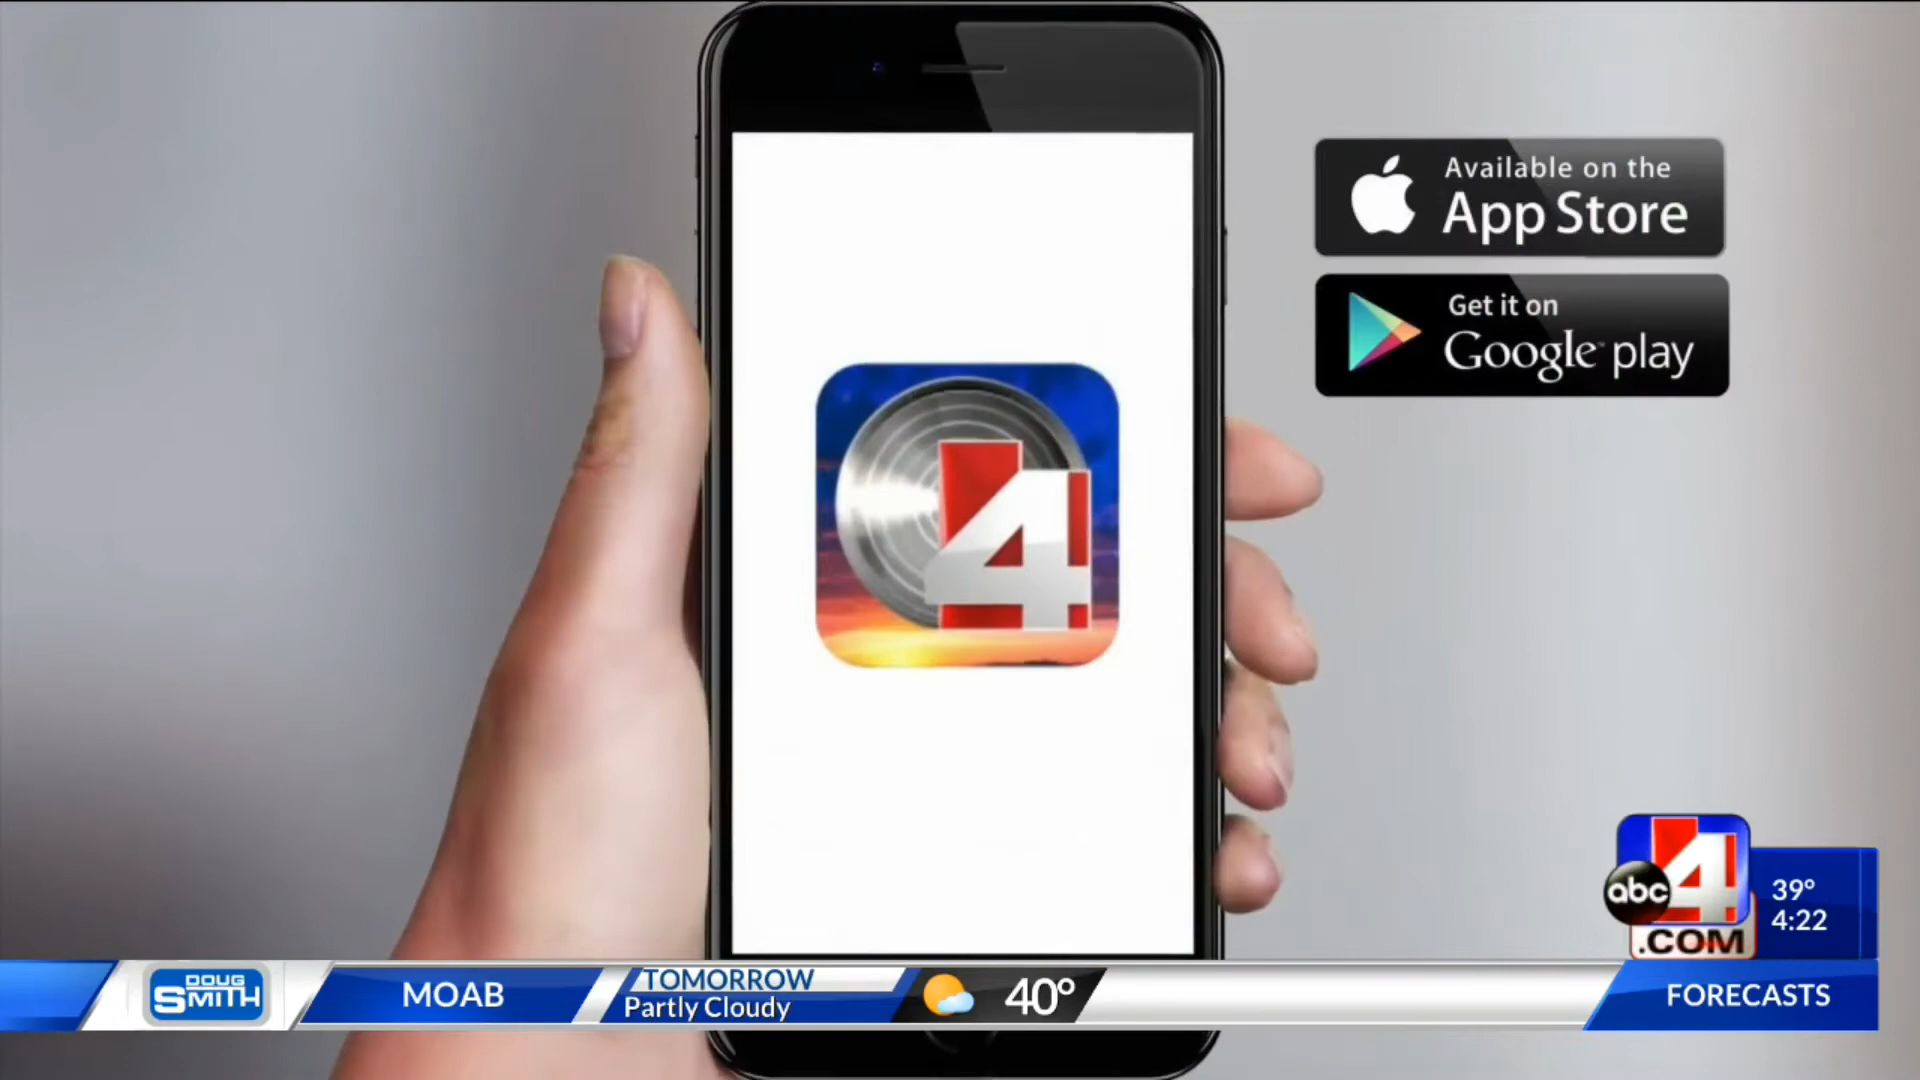 Available on the
App Store
Get it on
Google play
4
abc
4
.COM
39°
4:22
DOUG
SMITH
MOAB
TOMORROW
Partly Cloudy
40°
FORECASTS